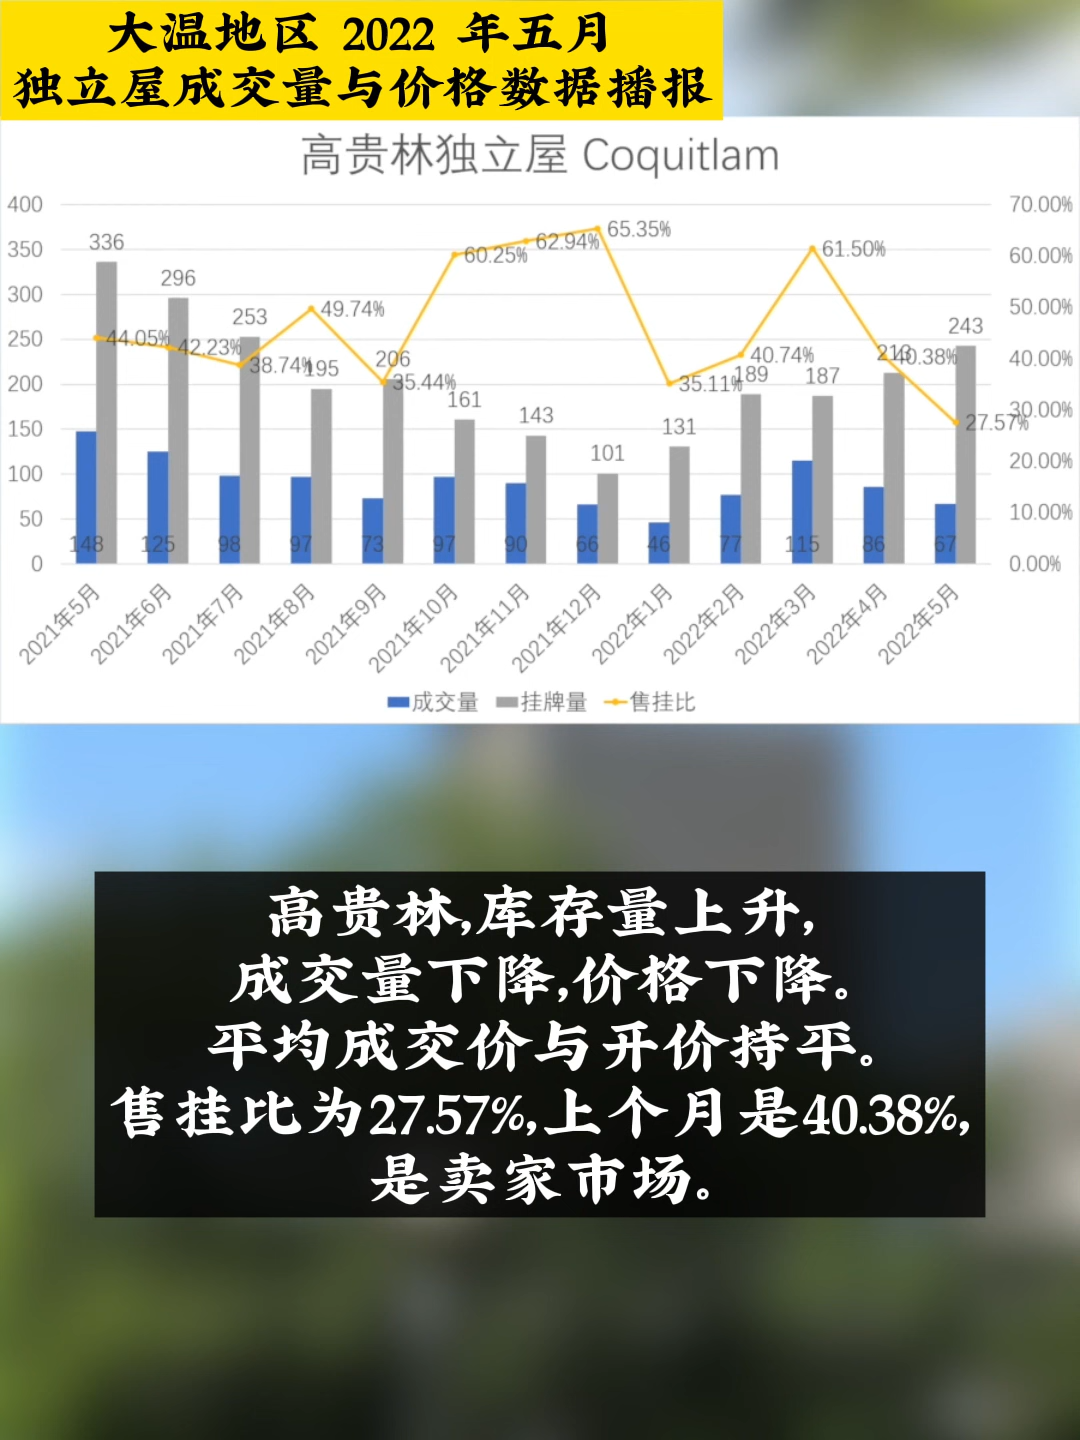 大温地区 2022 年五月
独立屋成交量与价格数据播报
高贵林独立屋 Coquitlam
400
350
300
250
200
150
100
50
0
70.00%
60.00%
50.00%
40.00%
30.00%
20.00%
10.00%
0.00%
336
296
253
195
206
161
143
101
131
189
187
213
243
44.05%
42.23%
38.74%
49.74%
35.44%
60.25%
62.94%
65.35%
35.11%
40.74%
61.50%
40.38%
27.57%
148
125
98
97
73
97
90
66
46
77
115
86
67
2021年5月
2021年6月
2021年7月
2021年8月
2021年9月
2021年10月
2021年11月
2021年12月
2022年1月
2022年2月
2022年3月
2022年4月
2022年5月
成交量 挂牌量 售挂比
高贵林,库存量上升,
成交量下降,价格下降。
平均成交价与开价持平。
售挂比为27.57%,上个月是40.38%,
是卖家市场。